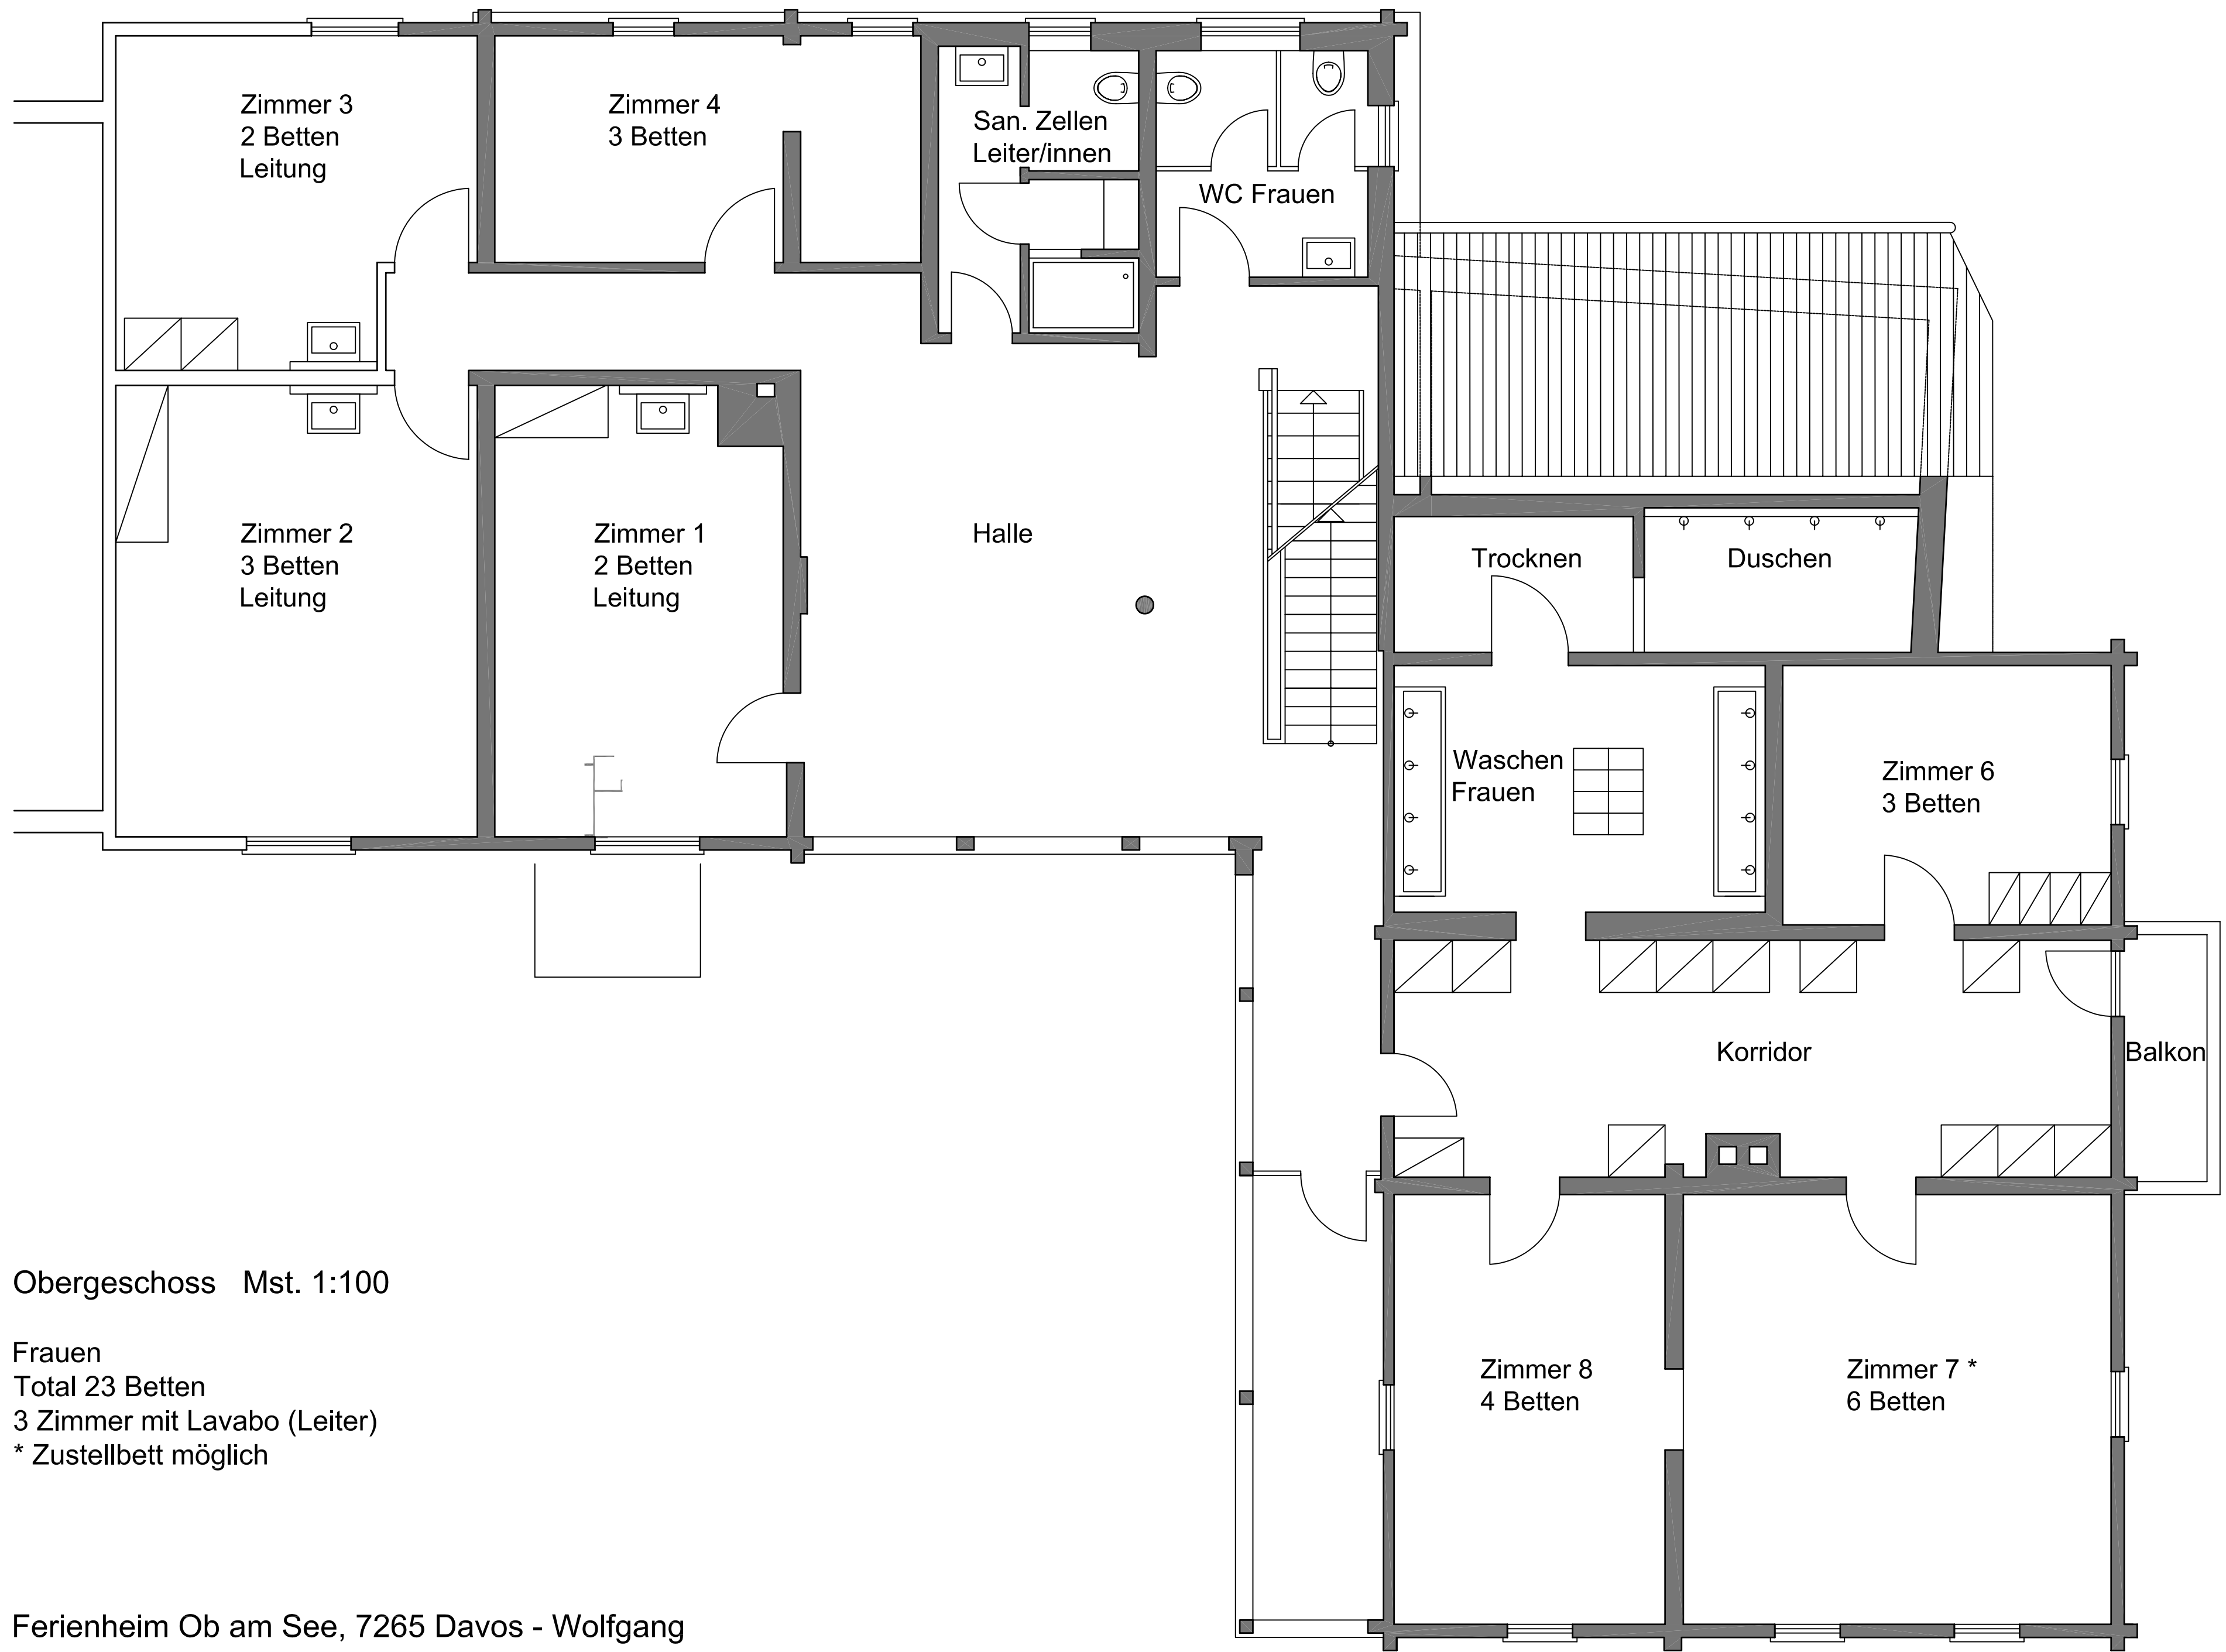 Zimmer 3
2 Betten
Leitung
Zimmer 4
3 Betten
San. Zellen
Leiter/innen
WC Frauen
Zimmer 2
3 Betten
Leitung
Zimmer 1
2 Betten
Leitung
Halle
Trocknen
Duschen
Waschen
Frauen
Zimmer 6
3 Betten
Korridor
Balkon
Zimmer 8
4 Betten
Zimmer 7 *
6 Betten
Obergeschoss Mst. 1:100
Frauen
Total 23 Betten
3 Zimmer mit Lavabo (Leiter)
* Zustellbett möglich
Ferienheim Ob am See, 7265 Davos - Wolfgang